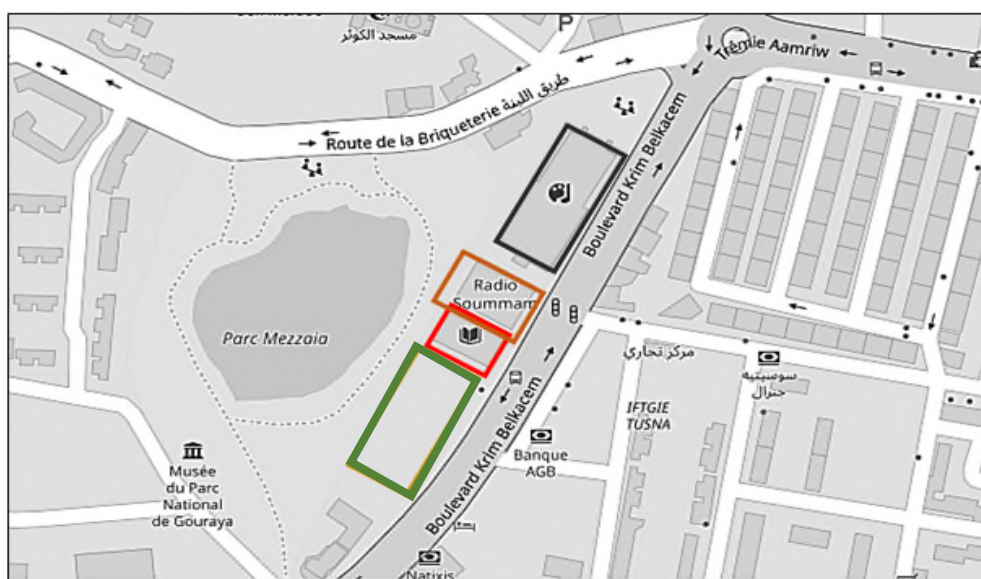 مسجد الكوثر
P
Trémie Aamriw
Route de la Briqueterie طريق اللبنة
Boulevard Krim Belkacem
Radio
Soummam
Parc Mezzaia
مركز تجاري
سوسيتيه
جنرال
IFTGIE
TUSNA
Boulevard Krim Belkacem
Banque
AGB
Musée
du Parc
National
de Gouraya
Natixis